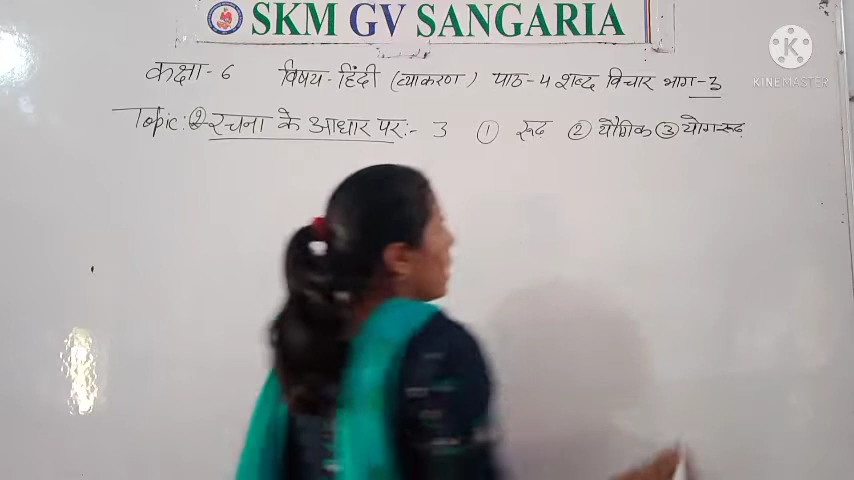 SKM GV SANGARIA
KINEMASTER
कक्षा - 6 विषय - हिंदी (व्याकरण) पाठ - 4 शब्द विचार भाग - 3
Topic: ② रचना के आधार पर :- 3 ① रूढ ② यौगिक ③ योगरूढ